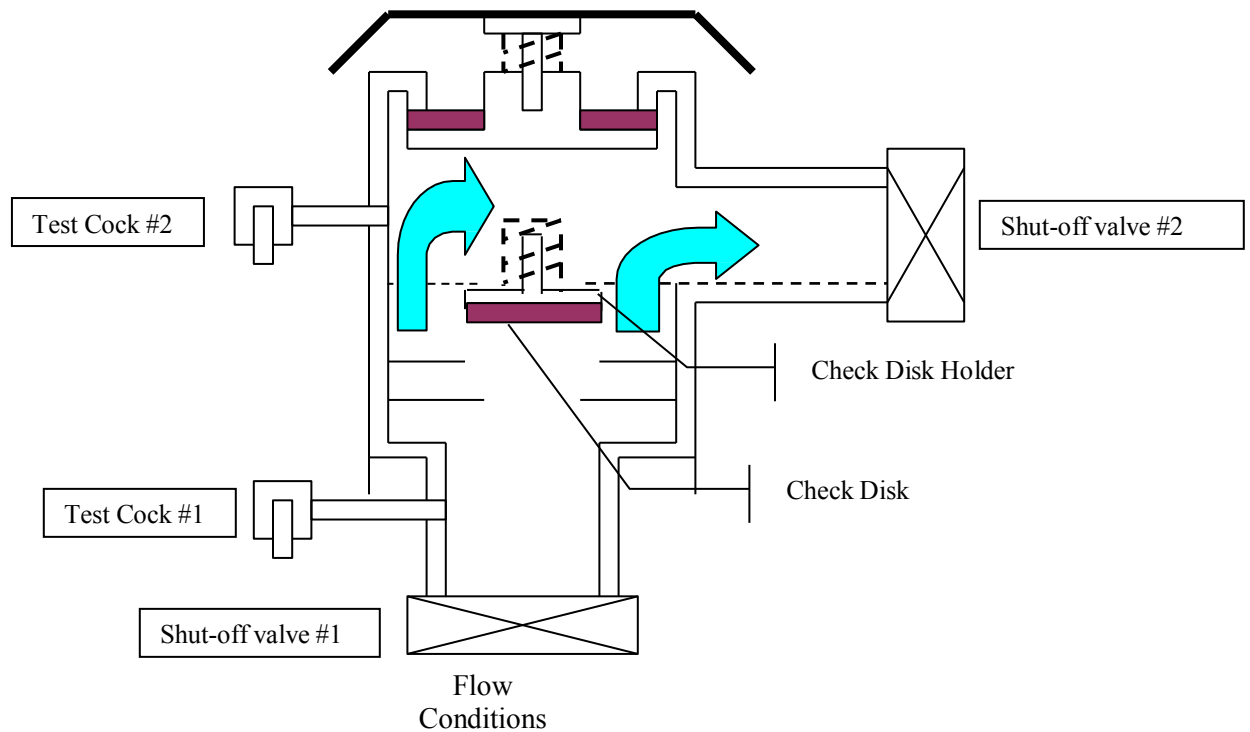 Test Cock #2
Shut-off valve #2
Check Disk Holder
Check Disk
Test Cock #1
Shut-off valve #1
Flow
Conditions